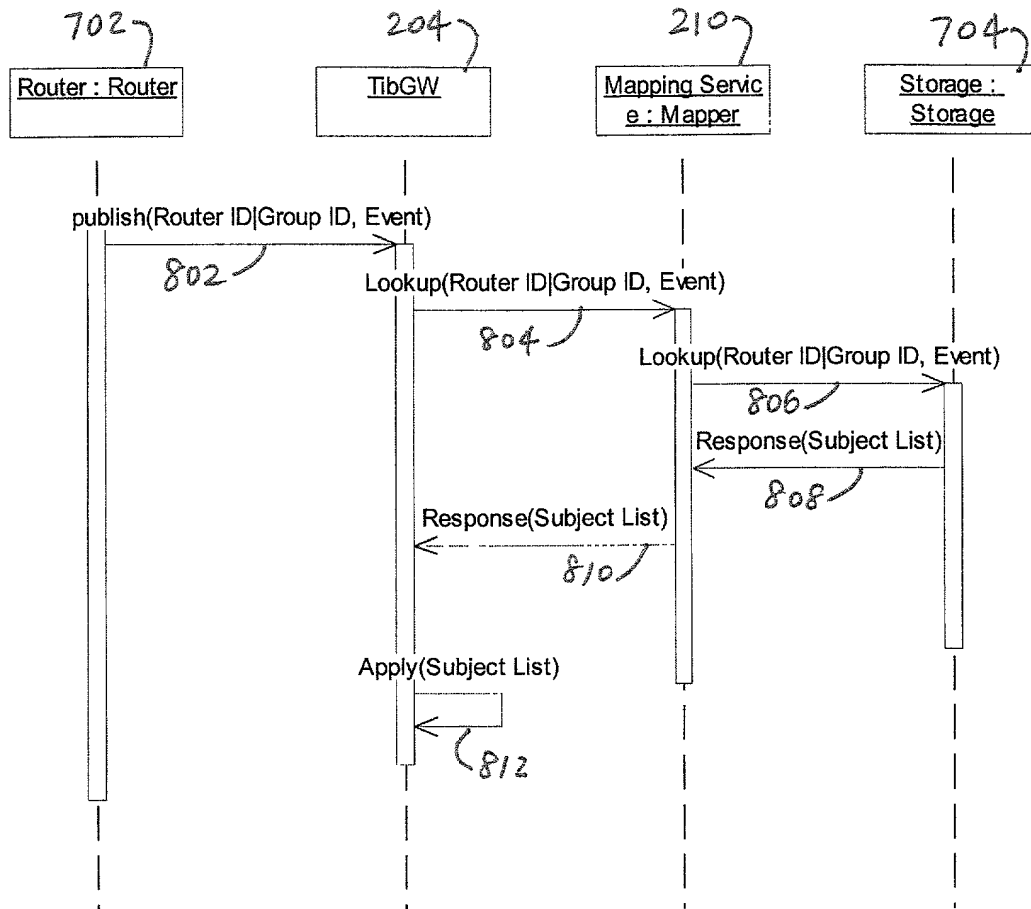 702
204
210
704
Router : Router
TibGW
Mapping Servic
e : Mapper
Storage :
Storage
publish(Router ID|Group ID, Event)
802
Lookup(Router ID|Group ID, Event)
804
Lookup(Router ID|Group ID, Event)
806
Response(Subject List)
808
Response(Subject List)
810
Apply(Subject List)
812